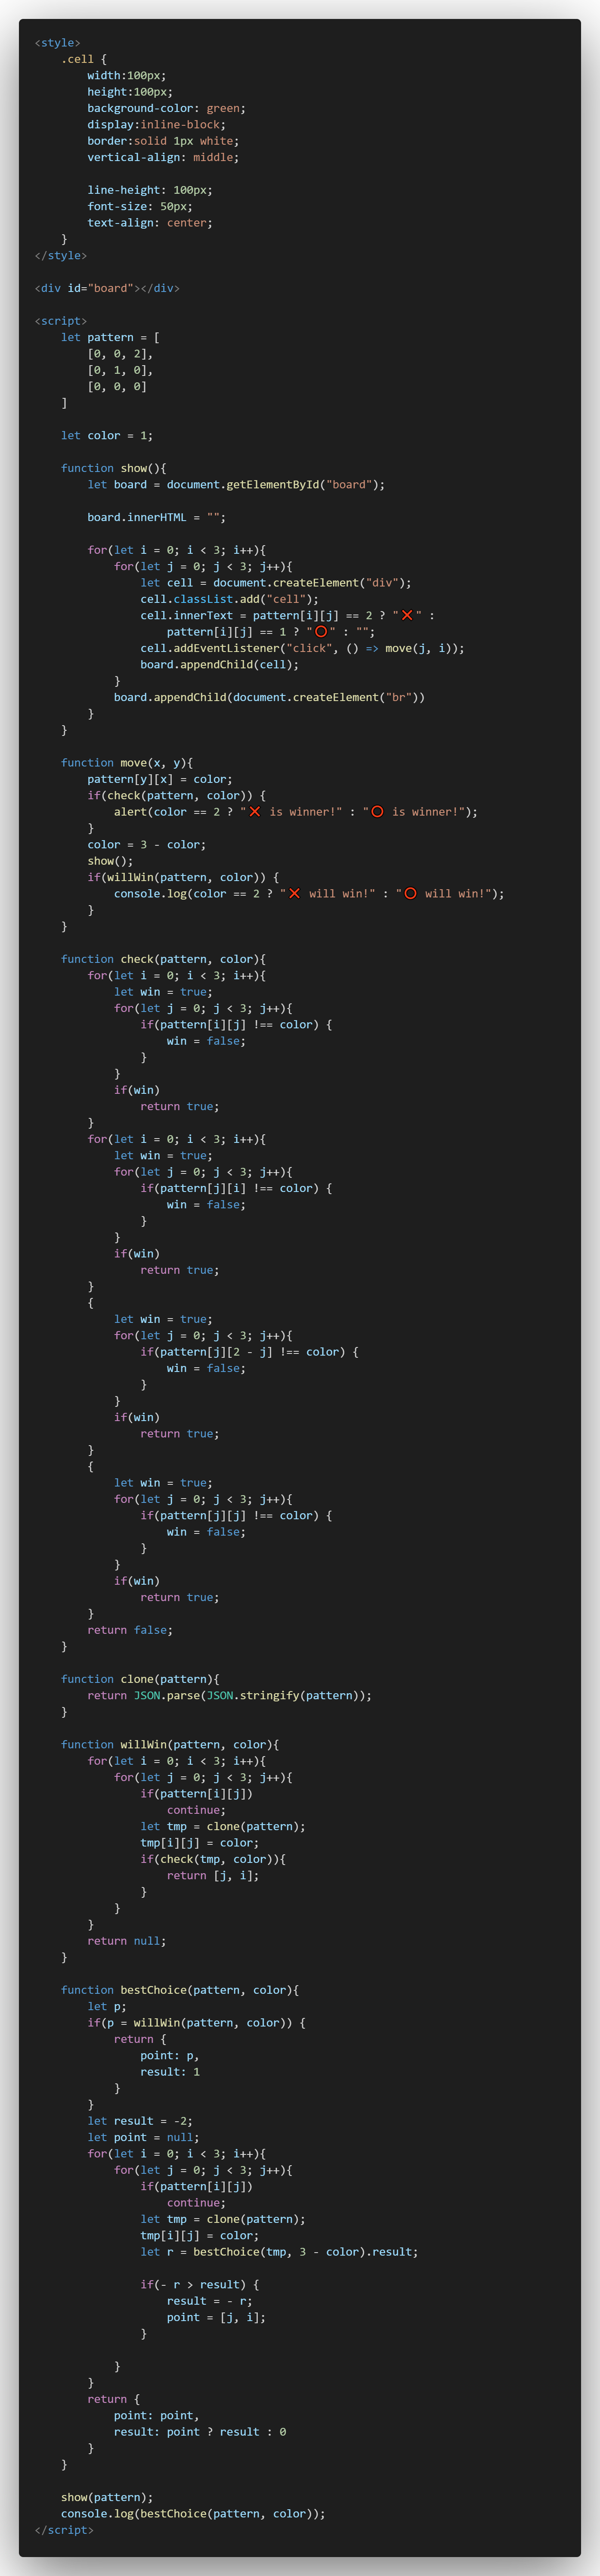 <style>
    .cell {
        width:100px;
        height:100px;
        background-color: green;
        display:inline-block;
        border:solid 1px white;
        vertical-align: middle;

        line-height: 100px;
        font-size: 50px;
        text-align: center;
    }
</style>

<div id="board"></div>

<script>
    let pattern = [
        [0, 0, 2],
        [0, 1, 0],
        [0, 0, 0]
    ]

    let color = 1;

    function show(){
        let board = document.getElementById("board");

        board.innerHTML = "";

        for(let i = 0; i < 3; i++){
            for(let j = 0; j < 3; j++){
                let cell = document.createElement("div");
                cell.classList.add("cell");
                cell.innerText = pattern[i][j] == 2 ? "❌" :
                    pattern[i][j] == 1 ? "⭕" : "";
                cell.addEventListener("click", () => move(j, i));
                board.appendChild(cell);
            }
            board.appendChild(document.createElement("br"))
        }
    }

    function move(x, y){
        pattern[y][x] = color;
        if(check(pattern, color)) {
            alert(color == 2 ? "❌ is winner!" : "⭕ is winner!");
        }
        color = 3 - color;
        show();
        if(willWin(pattern, color)) {
            console.log(color == 2 ? "❌ will win!" : "⭕ will win!");
        }
    }

    function check(pattern, color){
        for(let i = 0; i < 3; i++){
            let win = true;
            for(let j = 0; j < 3; j++){
                if(pattern[i][j] !== color) {
                    win = false;
                }
            }
            if(win)
                return true;
        }
        for(let i = 0; i < 3; i++){
            let win = true;
            for(let j = 0; j < 3; j++){
                if(pattern[j][i] !== color) {
                    win = false;
                }
            }
            if(win)
                return true;
        }
        {
            let win = true;
            for(let j = 0; j < 3; j++){
                if(pattern[j][2 - j] !== color) {
                    win = false;
                }
            }
            if(win)
                return true;
        }
        {
            let win = true;
            for(let j = 0; j < 3; j++){
                if(pattern[j][j] !== color) {
                    win = false;
                }
            }
            if(win)
                return true;
        }
        return false;
    }

    function clone(pattern){
        return JSON.parse(JSON.stringify(pattern));
    }

    function willWin(pattern, color){
        for(let i = 0; i < 3; i++){
            for(let j = 0; j < 3; j++){
                if(pattern[i][j])
                    continue;
                let tmp = clone(pattern);
                tmp[i][j] = color;
                if(check(tmp, color)){
                    return [j, i];
                }
            }
        }
        return null;
    }

    function bestChoice(pattern, color){
        let p;
        if(p = willWin(pattern, color)) {
            return {
                point: p,
                result: 1
            }
        }
        let result = -2;
        let point = null;
        for(let i = 0; i < 3; i++){
            for(let j = 0; j < 3; j++){
                if(pattern[i][j])
                    continue;
                let tmp = clone(pattern);
                tmp[i][j] = color;
                let r = bestChoice(tmp, 3 - color).result;

                if(- r > result) {
                    result = - r;
                    point = [j, i];
                }

            }
        }
        return {
            point: point,
            result: point ? result : 0
        }
    }

    show(pattern);
    console.log(bestChoice(pattern, color));
</script>